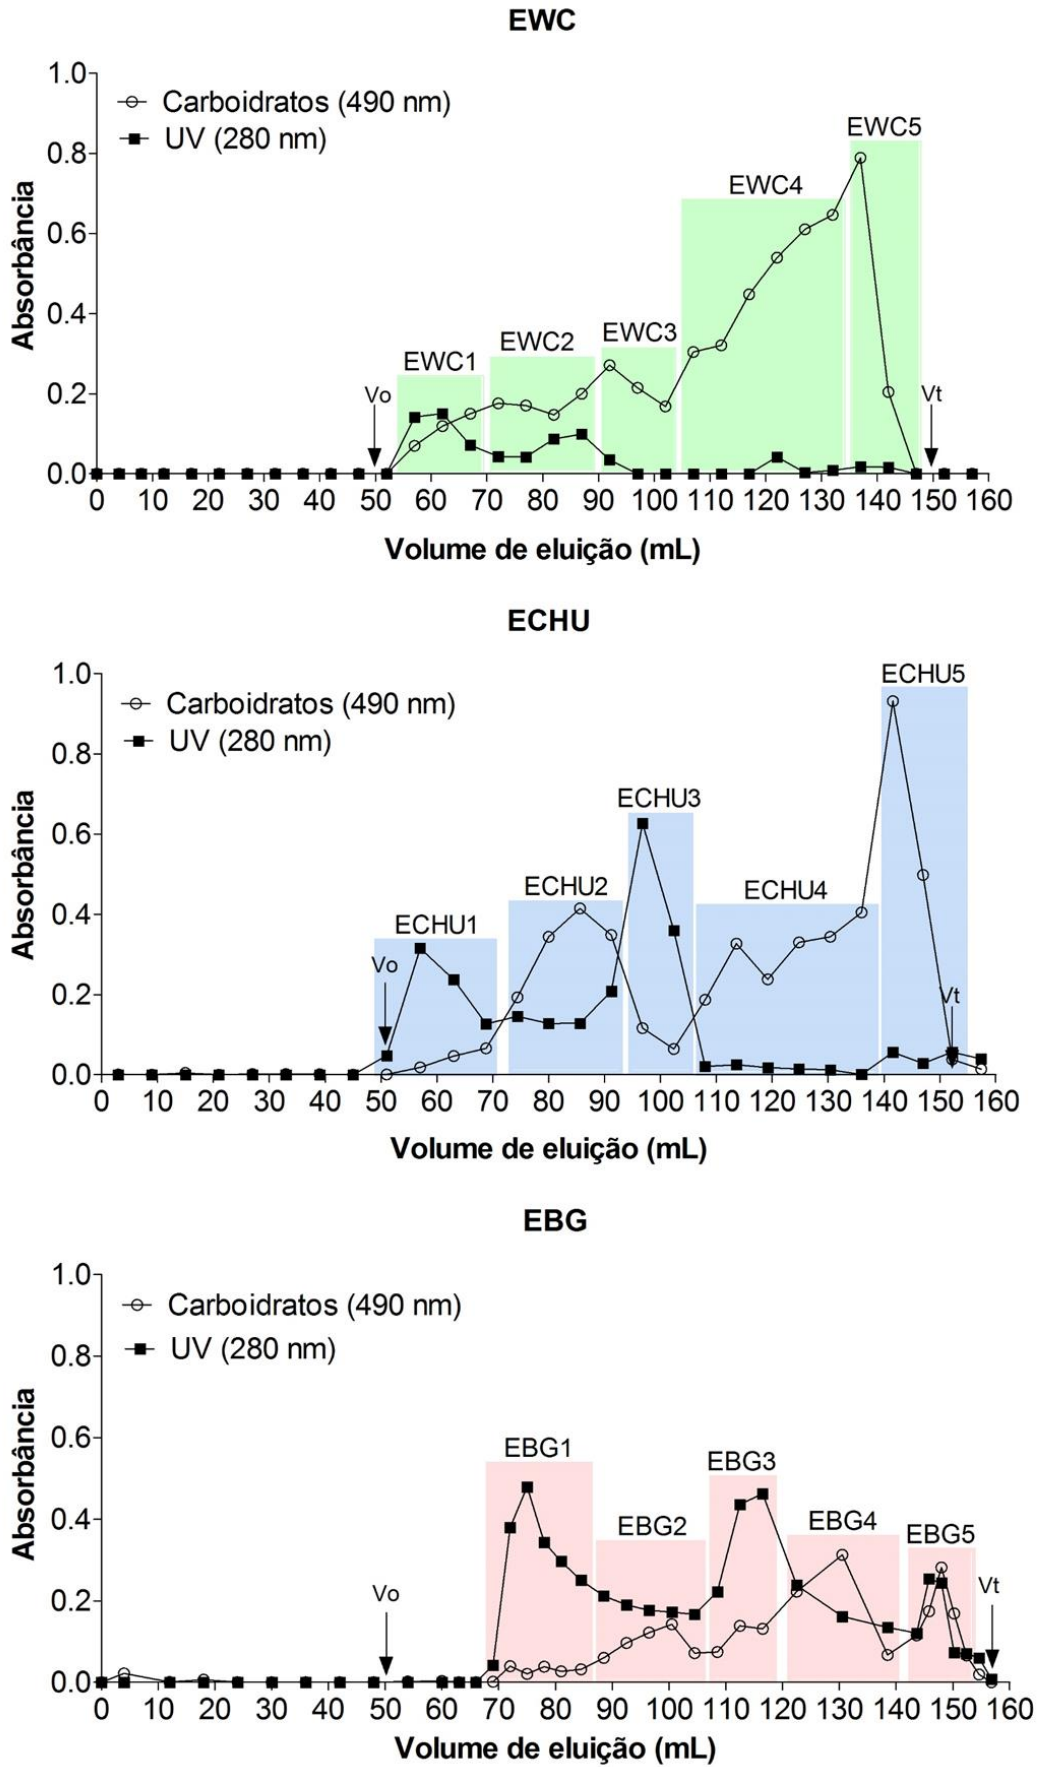 EWC
1.0
Carboidratos (490 nm)
UV (280 nm)
EWC5
0.8
EWC4
0.6
Absorbância
0.4
EWC3
EWC2
EWC1
0.2
Vo
Vt
0.0
0 10 20 30 40 50 60 70 80 90 100 110 120 130 140 150 160
Volume de eluição (mL)
ECHU
1.0
ECHU5
Carboidratos (490 nm)
UV (280 nm)
0.8
ECHU3
0.6
Absorbância
ECHU2
ECHU4
0.4
ECHU1
Vo
0.2
Vt
0.0
0 10 20 30 40 50 60 70 80 90 100 110 120 130 140 150 160
Volume de eluição (mL)
EBG
1.0
Carboidratos (490 nm)
UV (280 nm)
0.8
0.6
Absorbância
EBG1
EBG3
0.4
EBG2
EBG4
EBG5
0.2
Vo
Vt
0.0
0 10 20 30 40 50 60 70 80 90 100 110 120 130 140 150 160
Volume de eluição (mL)